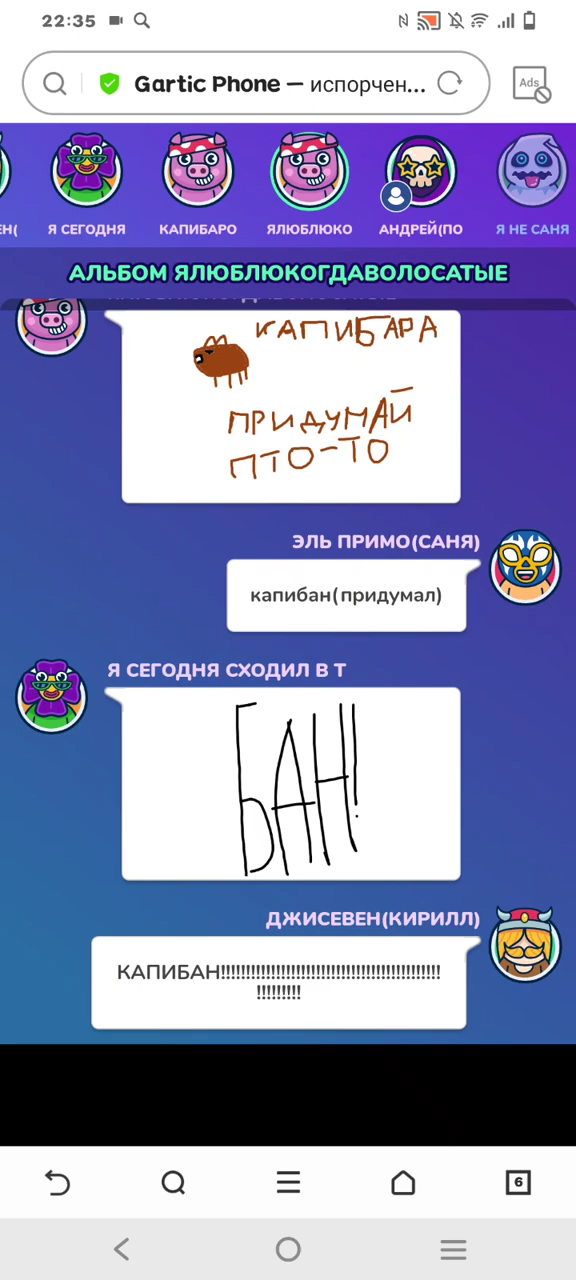 22:35
Gartic Phone — испорчен...
Ads
ЕН(
Я СЕГОДНЯ
КАПИБАРО
ЯЛЮБЛЮКО
АНДРЕЙ(ПО
Я НЕ САНЯ
АЛЬБОМ ЯЛЮБЛЮКОГДАВОЛОСАТЫЕ
КАПИБАРА
ПРИДУМАЙ
ПТО-ТО
ЭЛЬ ПРИМО(САНЯ)
капибан(придумал)
Я СЕГОДНЯ СХОДИЛ В Т
БАН!
ДЖИСЕВЕН(КИРИЛЛ)
КАПИБАН!!!!!!!!!!!!!!!!!!!!!!!!!!!!!!!!!!!!!!!!!!!!
!!!!!!!!!
6